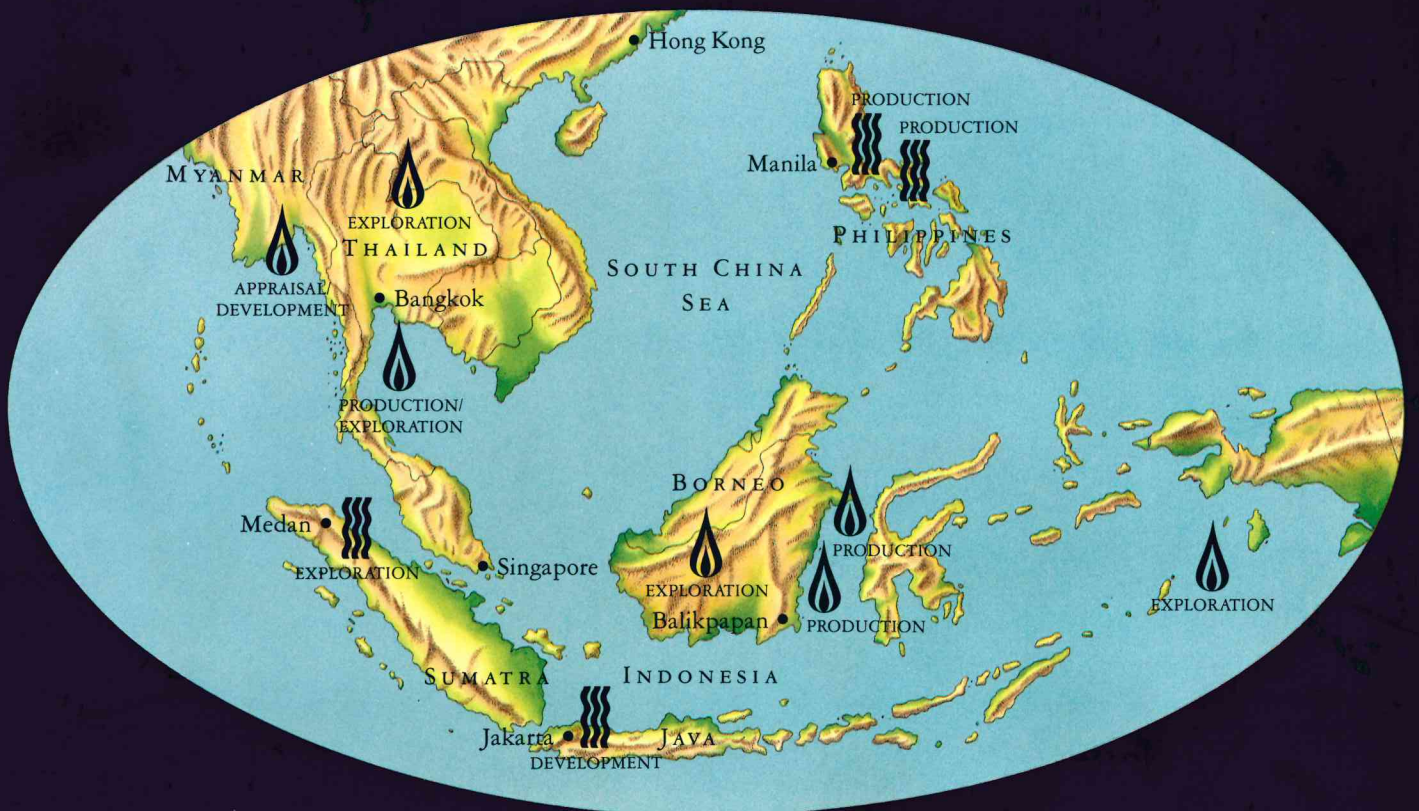 Hong Kong
PRODUCTION
PRODUCTION
Manila
MYANMAR
EXPLORATION
THAILAND
PHILIPPINES
SOUTH CHINA
SEA
APPRAISAL/
DEVELOPMENT
Bangkok
PRODUCTION/
EXPLORATION
BORNEO
Medan
EXPLORATION
Singapore
PRODUCTION
EXPLORATION
EXPLORATION
Balikpapan
PRODUCTION
SUMATRA
INDONESIA
Jakarta
JAVA
DEVELOPMENT